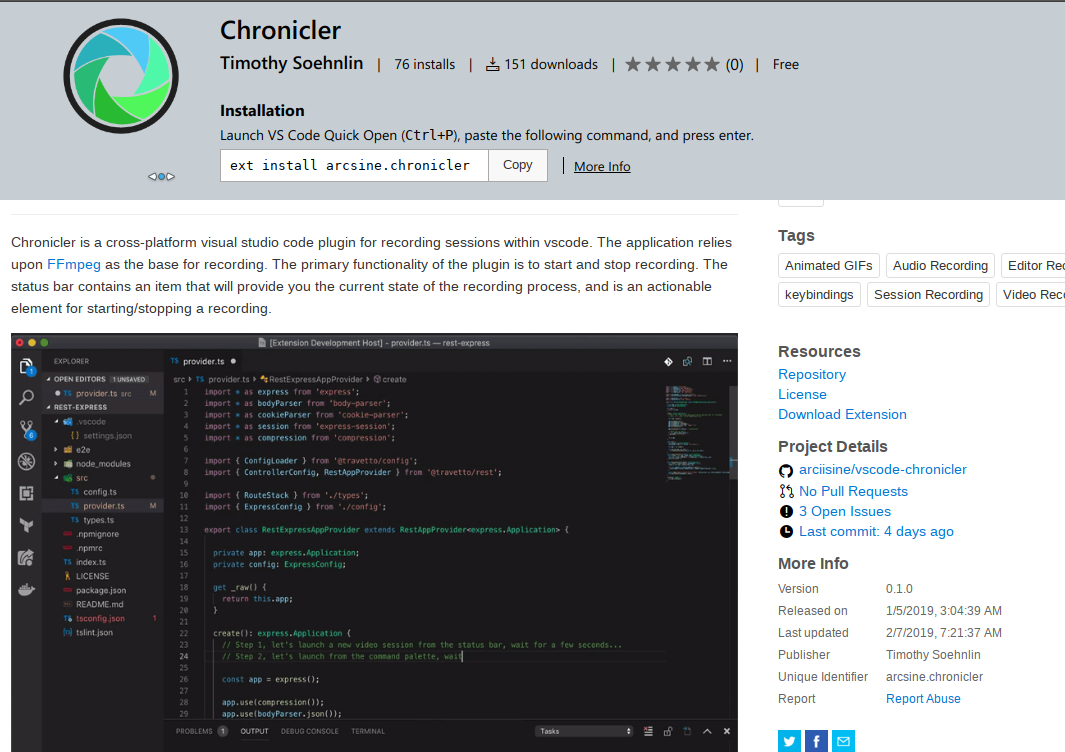 Chronicler
Timothy Soehnlin | 76 installs | 151 downloads | (0) | Free
Installation
Launch VS Code Quick Open (Ctrl+P), paste the following command, and press enter.
ext install arcsine.chronicler Copy | More Info
Chronicler is a cross-platform visual studio code plugin for recording sessions within vscode. The application relies
upon FFmpeg as the base for recording. The primary functionality of the plugin is to start and stop recording. The
status bar contains an item that will provide you the current state of the recording process, and is an actionable
element for starting/stopping a recording.
[Extension Development Host] - provider.ts — rest-express
EXPLORER
OPEN EDITORS 1 UNSAVED
TS provider.ts src M
REST-EXPRESS
.vscode
{} settings.json
e2e
node_modules
src
TS config.ts
TS provider.ts M
TS types.ts
.npmignore
.npmrc
TS index.ts
LICENSE
package.json
README.md
tsconfig.json 1
tslint.json
1
6
TS provider.ts
src TS provider.ts RestExpressAppProvider create
1 import * as express from 'express';
2 import * as bodyParser from 'body-parser';
3 import * as cookieParser from 'cookie-parser';
4 import * as session from 'express-session';
5 import * as compression from 'compression';
6
7 import { ConfigLoader } from '@travetto/config';
8 import { ControllerConfig, RestAppProvider } from '@travetto/rest';
9
10 import { RouteStack } from './types';
11 import { ExpressConfig } from './config';
12
13 export class RestExpressAppProvider extends RestAppProvider<express.Application> {
14
15 private app: express.Application;
16 private config: ExpressConfig;
17
18 get _raw() {
19 return this.app;
20 }
21
22 create(): express.Application {
23 // Step 1, let's launch a new video session from the status bar, wait for a few seconds...
24 // Step 2, let's launch from the command palette, wait
25
26 const app = express();
27
28 app.use(compression());
29 app.use(bodyParser.json());
PROBLEMS 1 OUTPUT DEBUG CONSOLE TERMINAL Tasks
Tags
Animated GIFs Audio Recording Editor Rec
keybindings Session Recording Video Reco
Resources
Repository
License
Download Extension
Project Details
arciisine/vscode-chronicler
No Pull Requests
3 Open Issues
Last commit: 4 days ago
More Info
Version 0.1.0
Released on 1/5/2019, 3:04:39 AM
Last updated 2/7/2019, 7:21:37 AM
Publisher Timothy Soehnlin
Unique Identifier arcsine.chronicler
Report Report Abuse